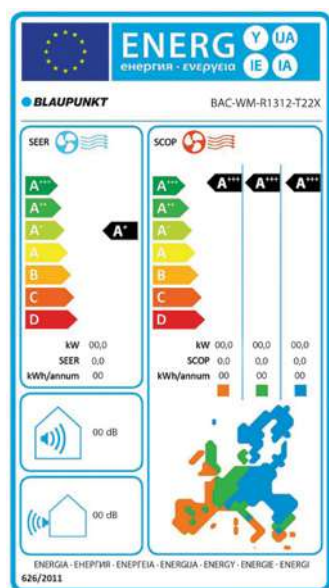 ENERG Y UA
енергия · ενεργεια IE IA
BLAUPUNKT BAC-WM-R1312-T22X
SEER SCOP
A+++ A+++ A+++ A+++ A+++
A++ A++
A+ A+ A+
A A
B B
C C
D D
kW 00,0 kW 00,0 00,0 00,0
SEER 0,0 SCOP 0,0 0,0 0,0
kWh/annum 00 kWh/annum 00 00 00
00 dB
00 dB
ENERGIA · ЕНЕРГИЯ · ΕΝΕΡΓΕΙΑ · ENERGIJA · ENERGY · ENERGIE · ENERGI
626/2011